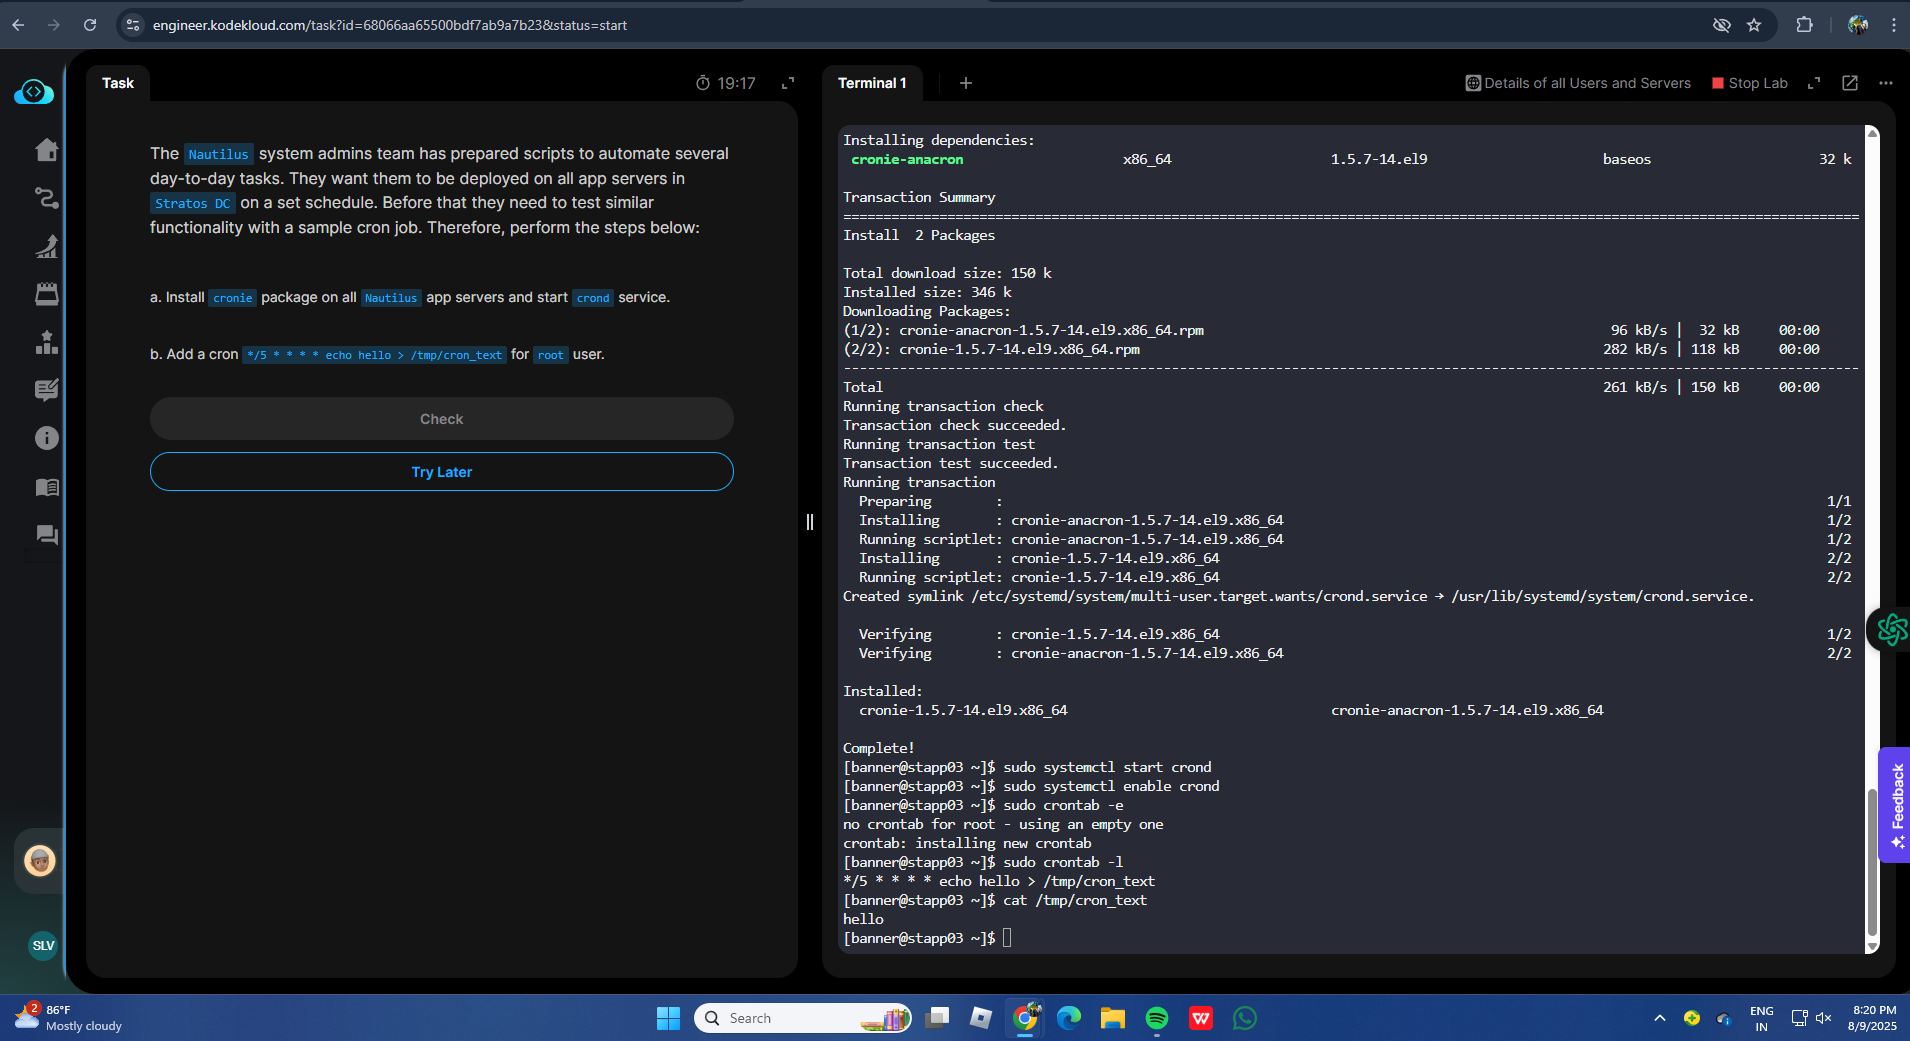 engineer.kodekloud.com/task?id=68066aa65500bdf7ab9a7b23&status=start
Task
19:17
The Nautilus system admins team has prepared scripts to automate several
day-to-day tasks. They want them to be deployed on all app servers in
Stratos DC on a set schedule. Before that they need to test similar
functionality with a sample cron job. Therefore, perform the steps below:
a. Install cronie package on all Nautilus app servers and start crond service.
b. Add a cron */5 * * * * echo hello > /tmp/cron_text for root user.
Check
Try Later
SLV
Terminal 1
+
Details of all Users and Servers
Stop Lab
Installing dependencies:
cronie-anacron x86_64 1.5.7-14.el9 baseos 32 k
Transaction Summary
================================================================================
Install  2 Packages
Total download size: 150 k
Installed size: 346 k
Downloading Packages:
(1/2): cronie-anacron-1.5.7-14.el9.x86_64.rpm 96 kB/s | 32 kB 00:00
(2/2): cronie-1.5.7-14.el9.x86_64.rpm 282 kB/s | 118 kB 00:00
--------------------------------------------------------------------------------
Total 261 kB/s | 150 kB 00:00
Running transaction check
Transaction check succeeded.
Running transaction test
Transaction test succeeded.
Running transaction
Preparing : 1/1
Installing : cronie-anacron-1.5.7-14.el9.x86_64 1/2
Running scriptlet: cronie-anacron-1.5.7-14.el9.x86_64 1/2
Installing : cronie-1.5.7-14.el9.x86_64 2/2
Running scriptlet: cronie-1.5.7-14.el9.x86_64 2/2
Created symlink /etc/systemd/system/multi-user.target.wants/crond.service → /usr/lib/systemd/system/crond.service.
Verifying : cronie-1.5.7-14.el9.x86_64 1/2
Verifying : cronie-anacron-1.5.7-14.el9.x86_64 2/2
Installed:
cronie-1.5.7-14.el9.x86_64 cronie-anacron-1.5.7-14.el9.x86_64
Complete!
[banner@stapp03 ~]$ sudo systemctl start crond
[banner@stapp03 ~]$ sudo systemctl enable crond
[banner@stapp03 ~]$ sudo crontab -e
no crontab for root - using an empty one
crontab: installing new crontab
[banner@stapp03 ~]$ sudo crontab -l
*/5 * * * * echo hello > /tmp/cron_text
[banner@stapp03 ~]$ cat /tmp/cron_text
hello
[banner@stapp03 ~]$
Feedback
2
86°F
Mostly cloudy
Search
W
ENG
IN
8:20 PM
8/9/2025